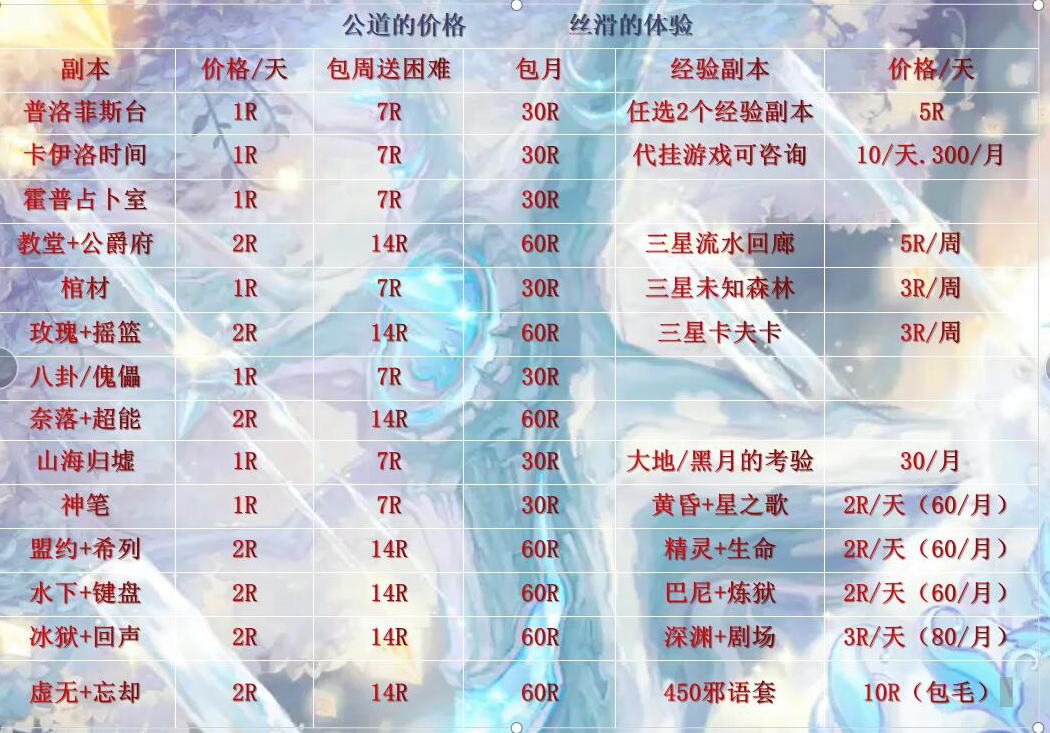 公道的价格 丝滑的体验
副本 价格/天 包周送困难 包月 经验副本 价格/天
普洛菲斯台 1R 7R 30R 任选2个经验副本 5R
卡伊洛时间 1R 7R 30R 代挂游戏可咨询 10/天.300/月
霍普占卜室 1R 7R 30R
教堂+公爵府 2R 14R 60R 三星流水回廊 5R/周
棺材 1R 7R 30R 三星未知森林 3R/周
玫瑰+摇篮 2R 14R 60R 三星卡夫卡 3R/周
八卦/傀儡 1R 7R 30R
奈落+超能 2R 14R 60R
山海归墟 1R 7R 30R 大地/黑月的考验 30/月
神笔 1R 7R 30R 黄昏+星之歌 2R/天（60/月）
盟约+希列 2R 14R 60R 精灵+生命 2R/天（60/月）
水下+键盘 2R 14R 60R 巴尼+炼狱 2R/天（60/月）
冰狱+回声 2R 14R 60R 深渊+剧场 3R/天（80/月）
虚无+忘却 2R 14R 60R 450邪语套 10R（包毛）